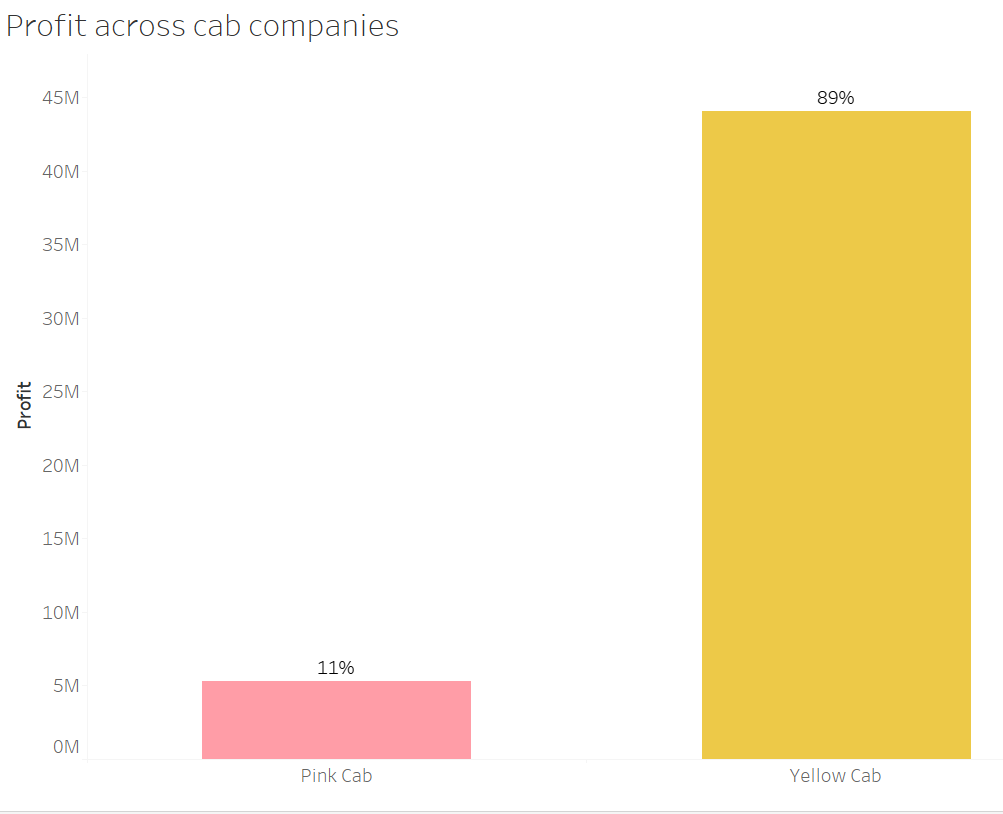 Profit across cab companies
Profit
45M
40M
35M
30M
25M
20M
15M
10M
5M
0M
89%
11%
Pink Cab
Yellow Cab